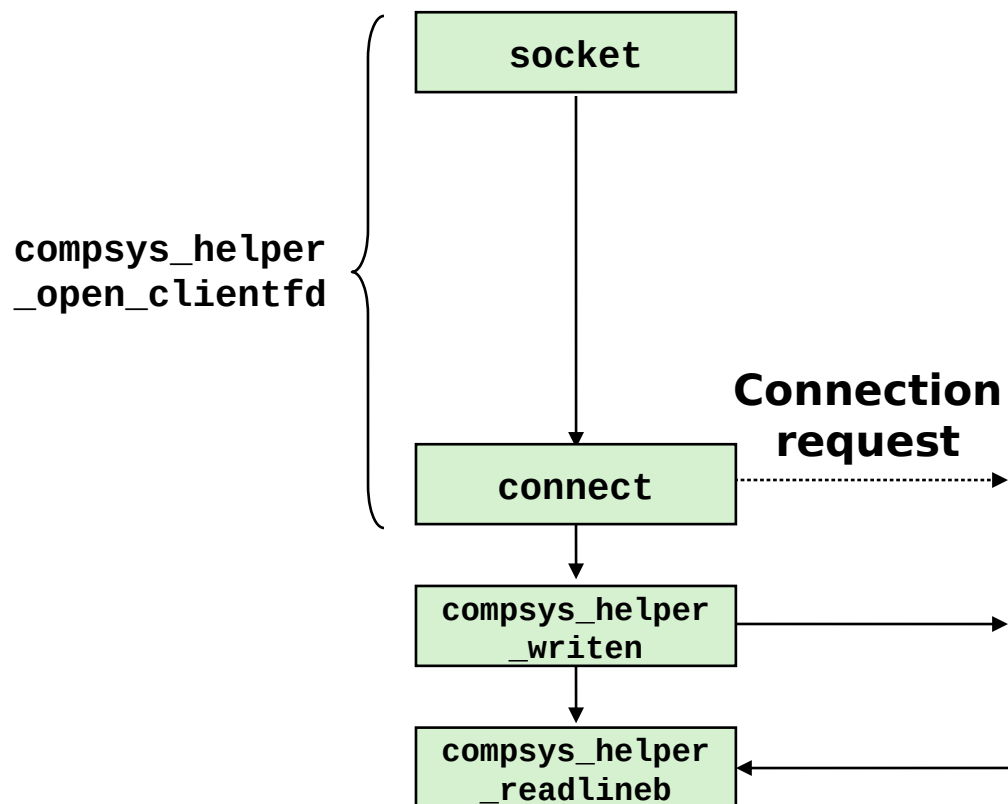 socket
compsys_helper
_open_clientfd
Connection
request
connect
compsys_helper
_writen
compsys_helper
_readlineb